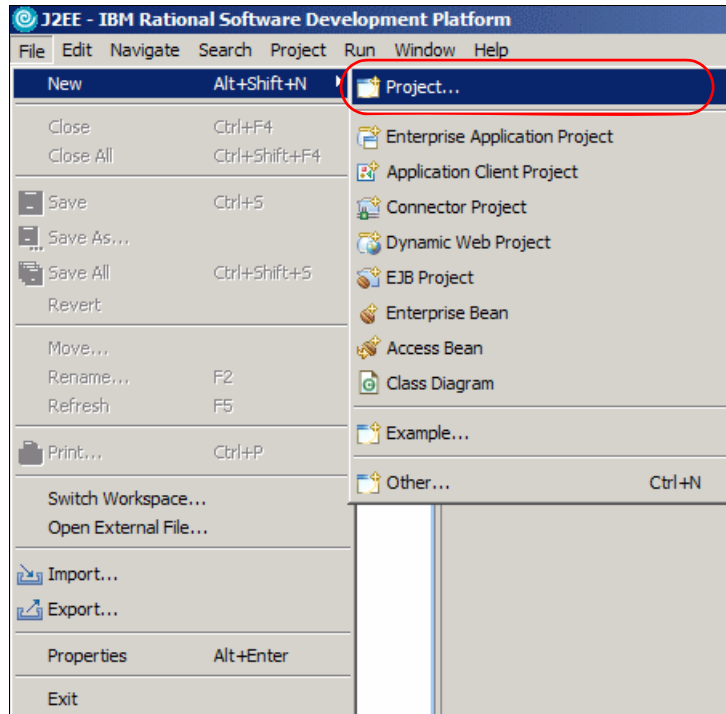 J2EE - IBM Rational Software Development Platform
File Edit Navigate Search Project Run Window Help
New Alt+Shift+N
Close Ctrl+F4
Close All Ctrl+Shift+F4
Save Ctrl+S
Save As...
Save All Ctrl+Shift+S
Revert
Move...
Rename... F2
Refresh F5
Print... Ctrl+P
Switch Workspace...
Open External File...
Import...
Export...
Properties Alt+Enter
Exit
Project...
Enterprise Application Project
Application Client Project
Connector Project
Dynamic Web Project
EJB Project
Enterprise Bean
Access Bean
Class Diagram
Example...
Other... Ctrl+N